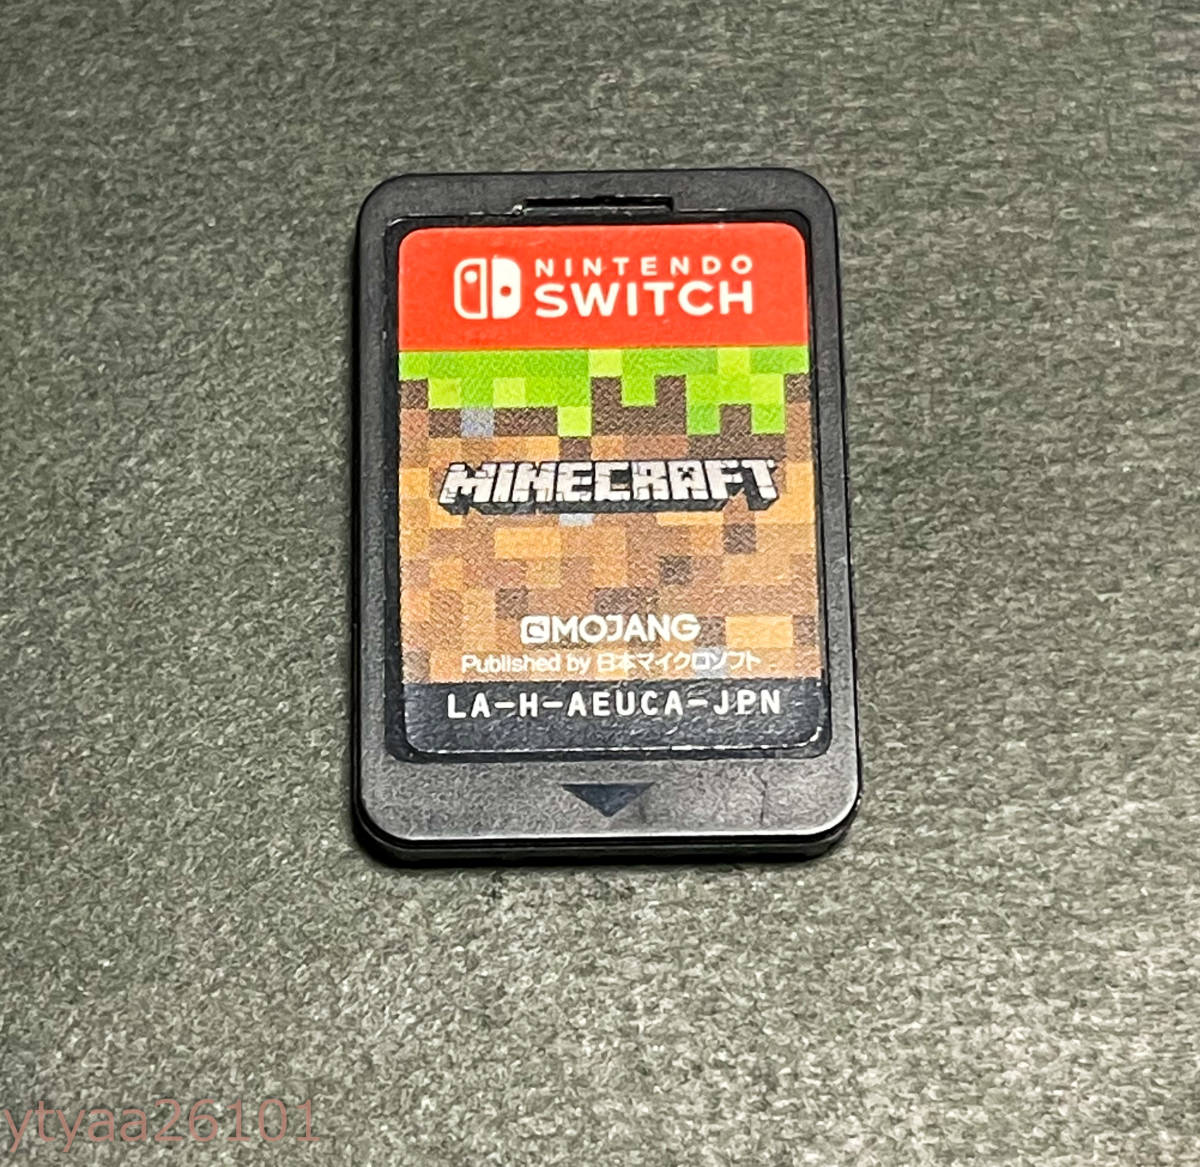 NINTENDO
SWITCH
MINECRAFT
MOJANG
Published by 日本マイクロソフト
LA-H-AEUCA-JPN
ytyaa26101